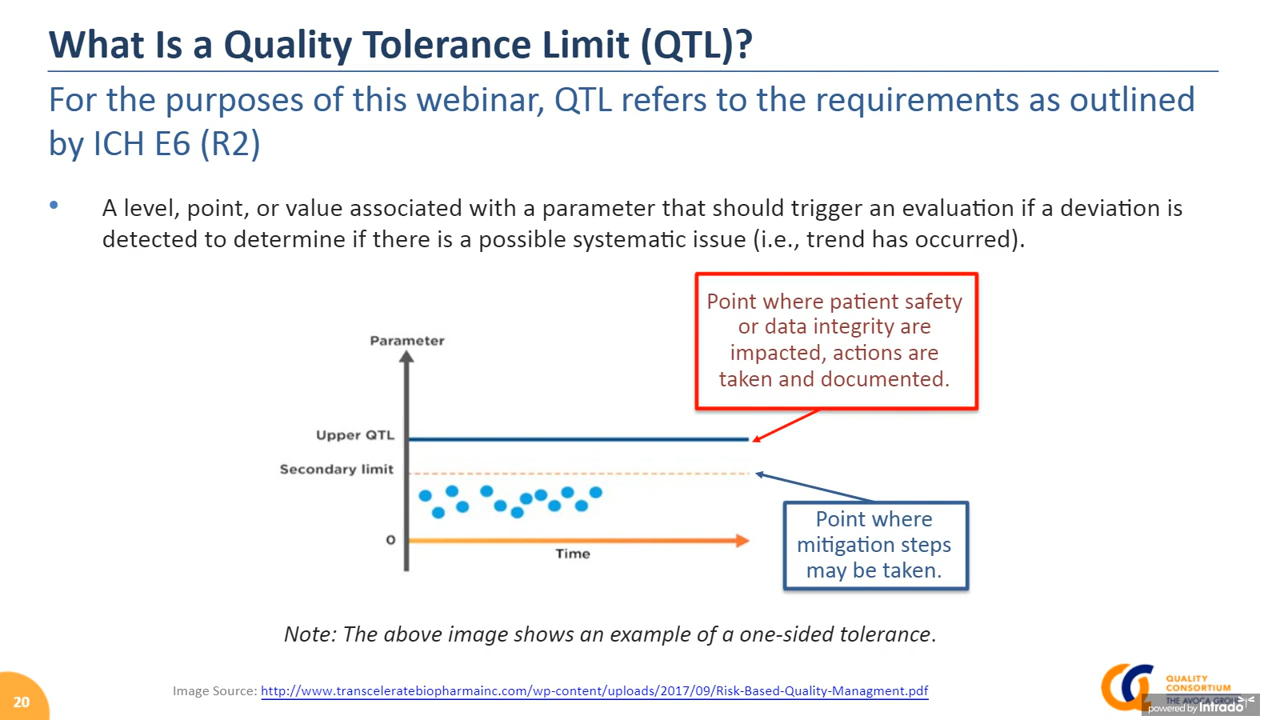 What Is a Quality Tolerance Limit (QTL)?
For the purposes of this webinar, QTL refers to the requirements as outlined
by ICH E6 (R2)
• A level, point, or value associated with a parameter that should trigger an evaluation if a deviation is
detected to determine if there is a possible systematic issue (i.e., trend has occurred).
Point where patient safety
or data integrity are
impacted, actions are
taken and documented.
Parameter
Upper QTL
Secondary limit
0
Time
Point where
mitigation steps
may be taken.
Note: The above image shows an example of a one-sided tolerance.
20
Image Source: http://www.transceleratebiopharmainc.com/wp-content/uploads/2017/09/Risk-Based-Quality-Managment.pdf
QUALITY
CONSORTIUM
THE AVOCA GROUP
powered by intrado